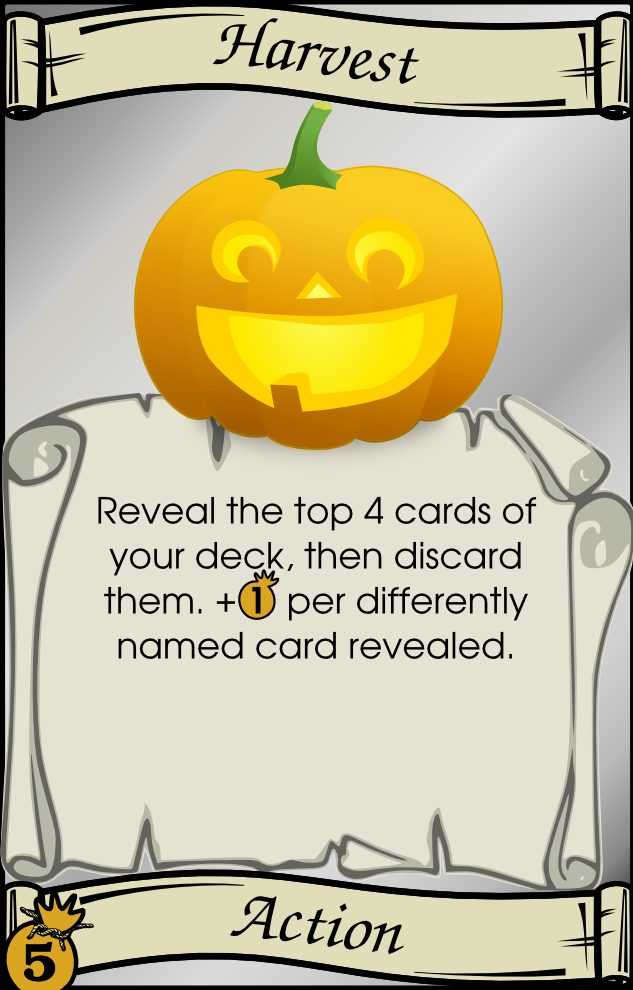 Harvest
Reveal the top 4 cards of
your deck, then discard
them. +1 per differently
named card revealed.
Action
5